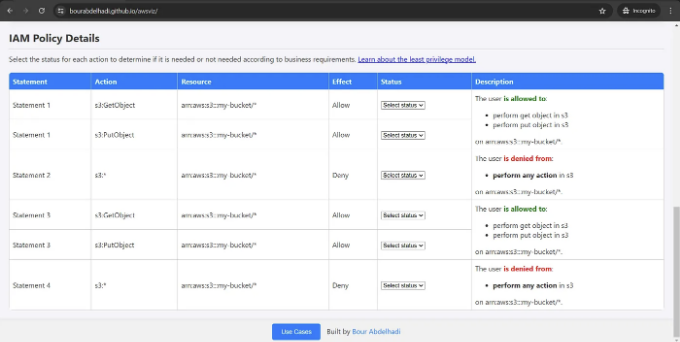 bourabdelhadi.github.io/awsviz/
Incognito
IAM Policy Details
Select the status for each action to determine if it is needed or not needed according to business requirements. Learn about the least privilege model.
Statement Action Resource Effect Status Description
Statement 1 s3:GetObject arn:aws:s3:::my-bucket/* Allow Select status
Statement 1 s3:PutObject arn:aws:s3:::my-bucket/* Allow Select status
The user is allowed to:
• perform get object in s3
• perform put object in s3
on arn:aws:s3:::my-bucket/*.
Statement 2 s3:* arn:aws:s3:::my-bucket/* Deny Select status
The user is denied from:
• perform any action in s3
on arn:aws:s3:::my-bucket/*.
Statement 3 s3:GetObject arn:aws:s3:::my-bucket/* Allow Select status
Statement 3 s3:PutObject arn:aws:s3:::my-bucket/* Allow Select status
The user is allowed to:
• perform get object in s3
• perform put object in s3
on arn:aws:s3:::my-bucket/*.
Statement 4 s3:* arn:aws:s3:::my-bucket/* Deny Select status
The user is denied from:
• perform any action in s3
on arn:aws:s3:::my-bucket/*.
Use Cases Built by Bour Abdelhadi